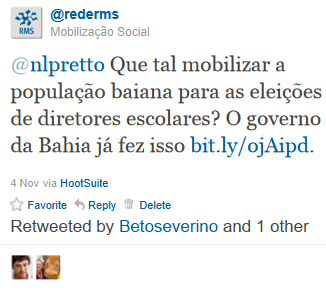 RMS
@rederms
Mobilização Social
@nlpretto Que tal mobilizar a
população baiana para as eleições
de diretores escolares? O governo
da Bahia já fez isso bit.ly/ojAipd.
4 Nov via HootSuite
Favorite Reply Delete
Retweeted by Betoseverino and 1 other